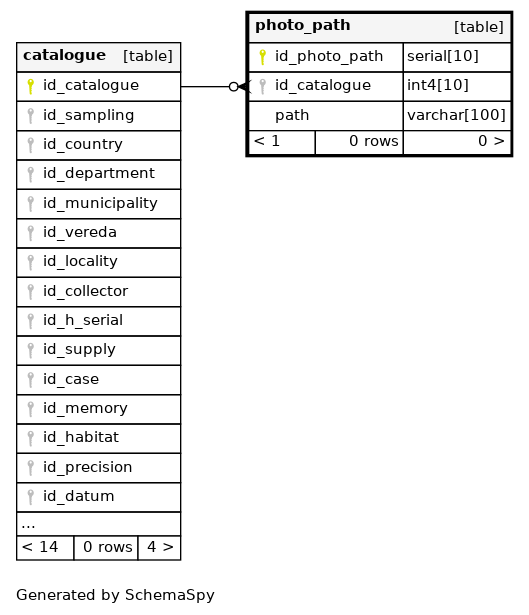 catalogue [table]
id_catalogue
id_sampling
id_country
id_department
id_municipality
id_vereda
id_locality
id_collector
id_h_serial
id_supply
id_case
id_memory
id_habitat
id_precision
id_datum
...
< 14 0 rows 4 >
photo_path [table]
id_photo_path serial[10]
id_catalogue int4[10]
path varchar[100]
< 1 0 rows 0 >
Generated by SchemaSpy